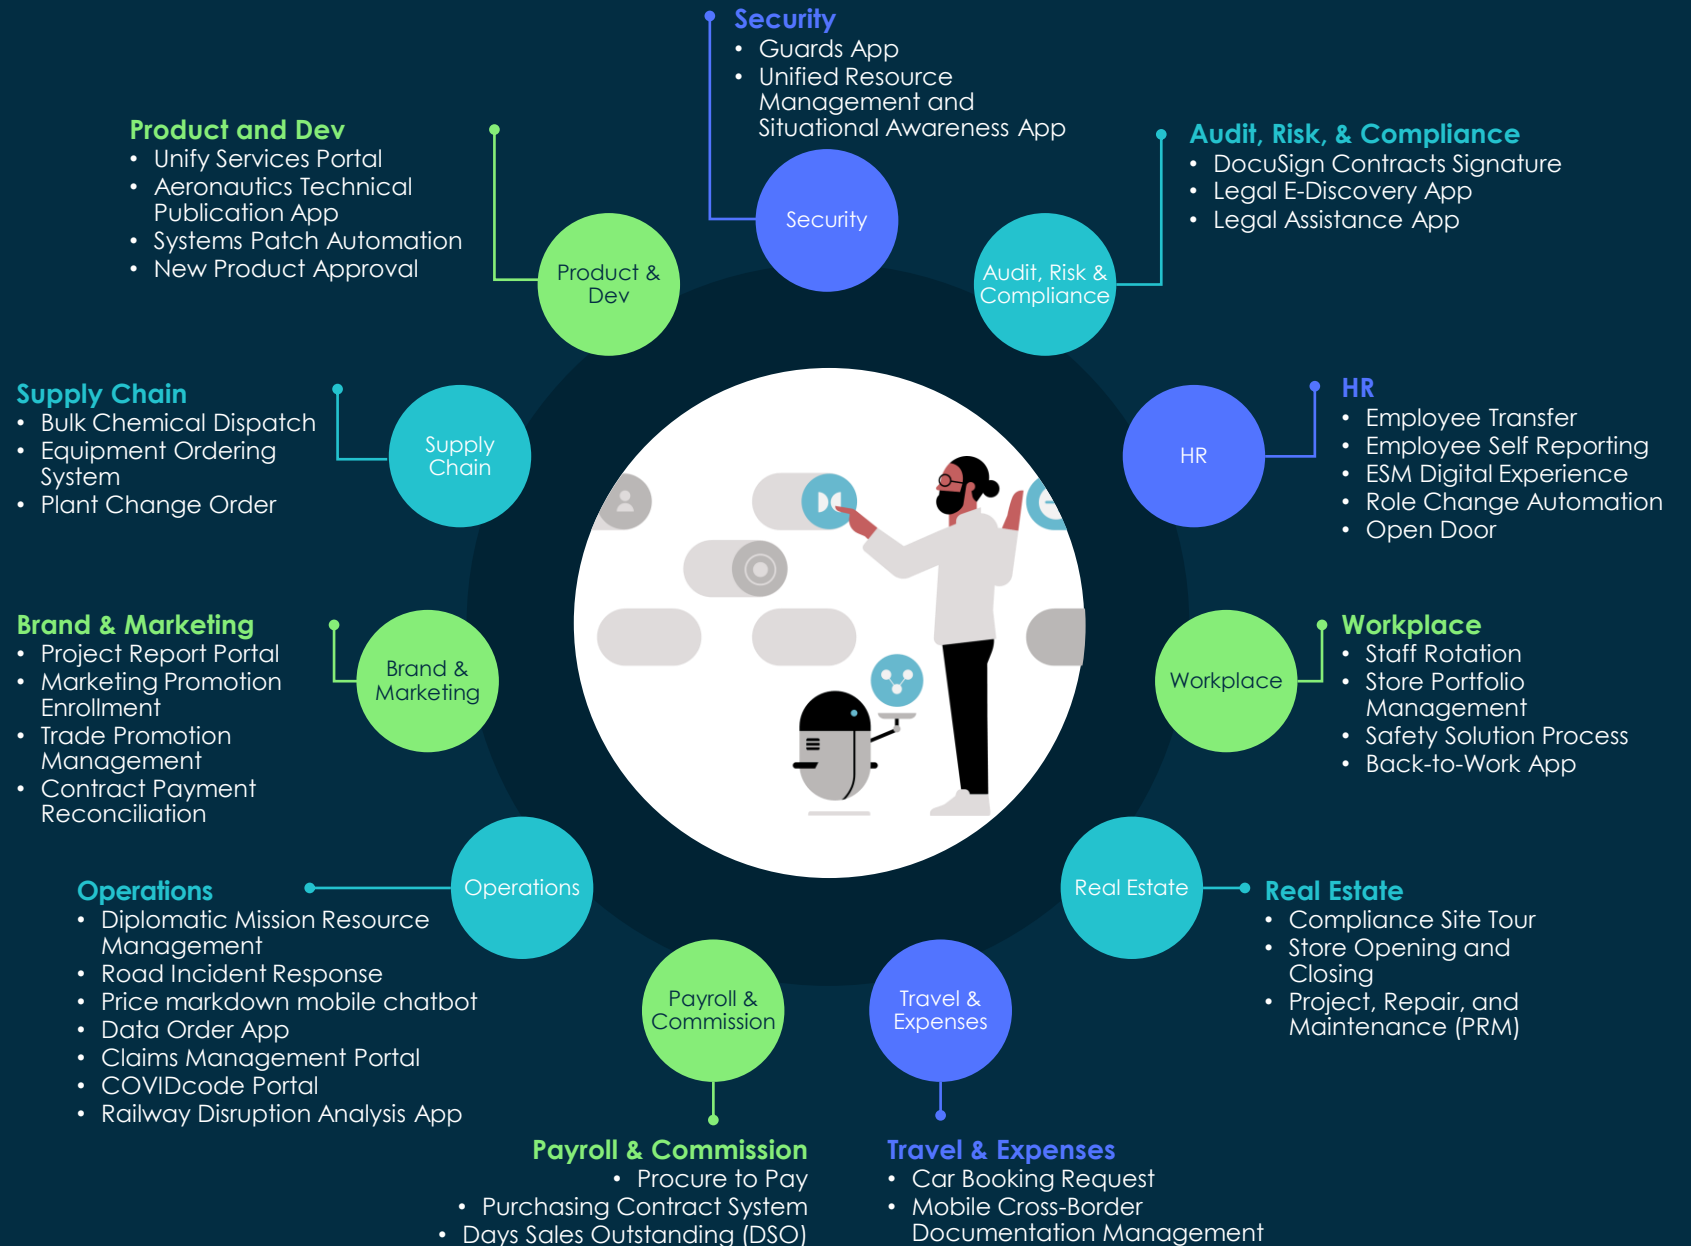 Security
• Guards App
• Unified Resource
Management and
Situational Awareness App
Product and Dev
• Unify Services Portal
• Aeronautics Technical
Publication App
• Systems Patch Automation
• New Product Approval
Audit, Risk, & Compliance
• DocuSign Contracts Signature
• Legal E-Discovery App
• Legal Assistance App
Security
Product &
Dev
Audit, Risk &
Compliance
Supply Chain
• Bulk Chemical Dispatch
• Equipment Ordering
System
• Plant Change Order
Supply
Chain
HR
HR
• Employee Transfer
• Employee Self Reporting
• ESM Digital Experience
• Role Change Automation
• Open Door
Brand & Marketing
• Project Report Portal
• Marketing Promotion
Enrollment
• Trade Promotion
Management
• Contract Payment
Reconciliation
Brand &
Marketing
Workplace
Workplace
• Staff Rotation
• Store Portfolio
Management
• Safety Solution Process
• Back-to-Work App
Operations
• Diplomatic Mission Resource
Management
• Road Incident Response
• Price markdown mobile chatbot
• Data Order App
• Claims Management Portal
• COVIDcode Portal
• Railway Disruption Analysis App
Operations
Real Estate
Real Estate
• Compliance Site Tour
• Store Opening and
Closing
• Project, Repair, and
Maintenance (PRM)
Payroll &
Commission
Travel &
Expenses
Payroll & Commission
• Procure to Pay
• Purchasing Contract System
• Days Sales Outstanding (DSO)
Travel & Expenses
• Car Booking Request
• Mobile Cross-Border
Documentation Management